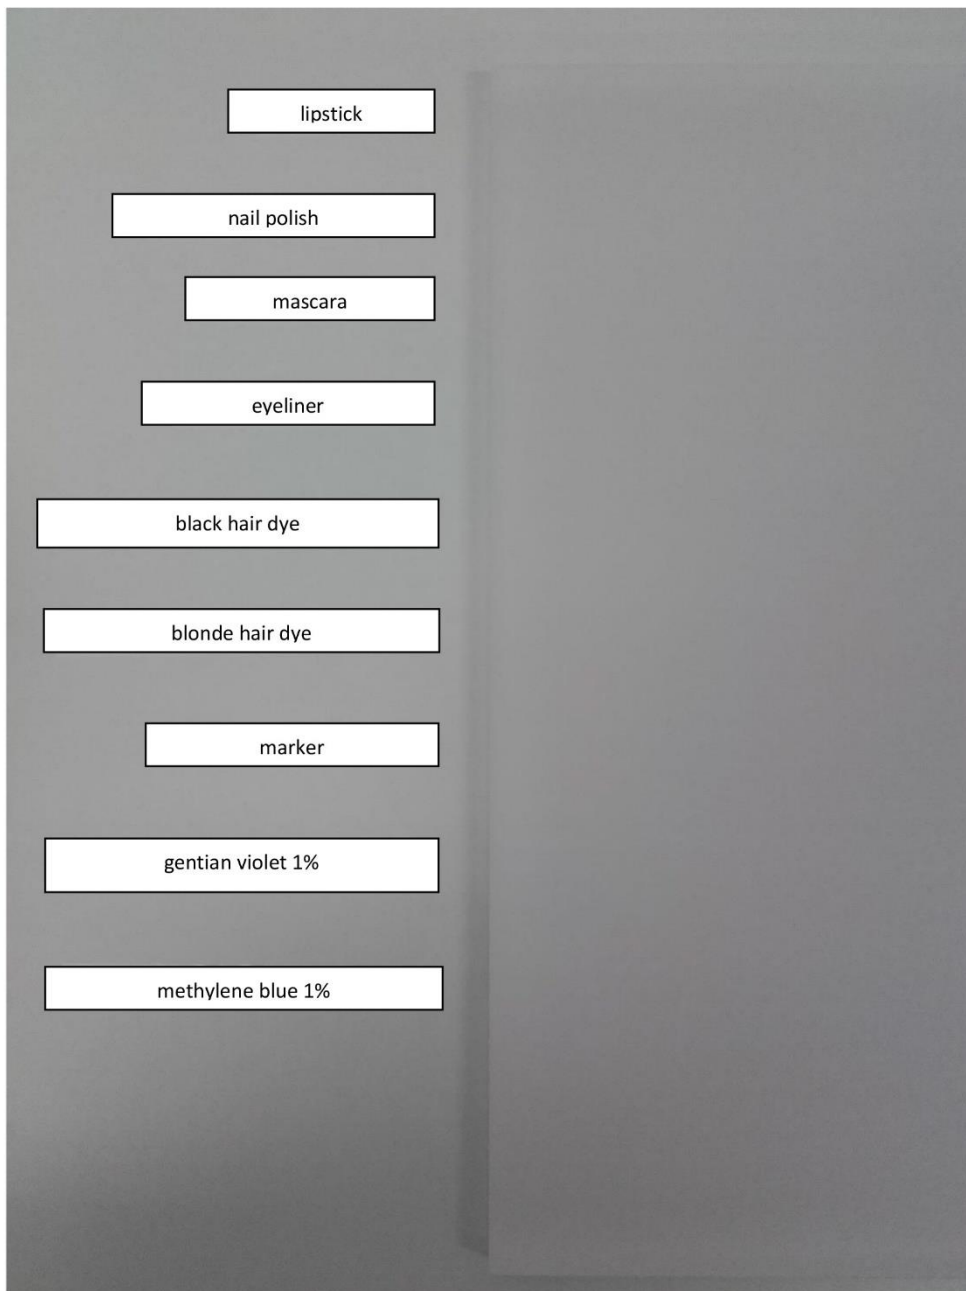 lipstick
nail polish
mascara
eyeliner
black hair dye
blonde hair dye
marker
gentian violet 1%
methylene blue 1%